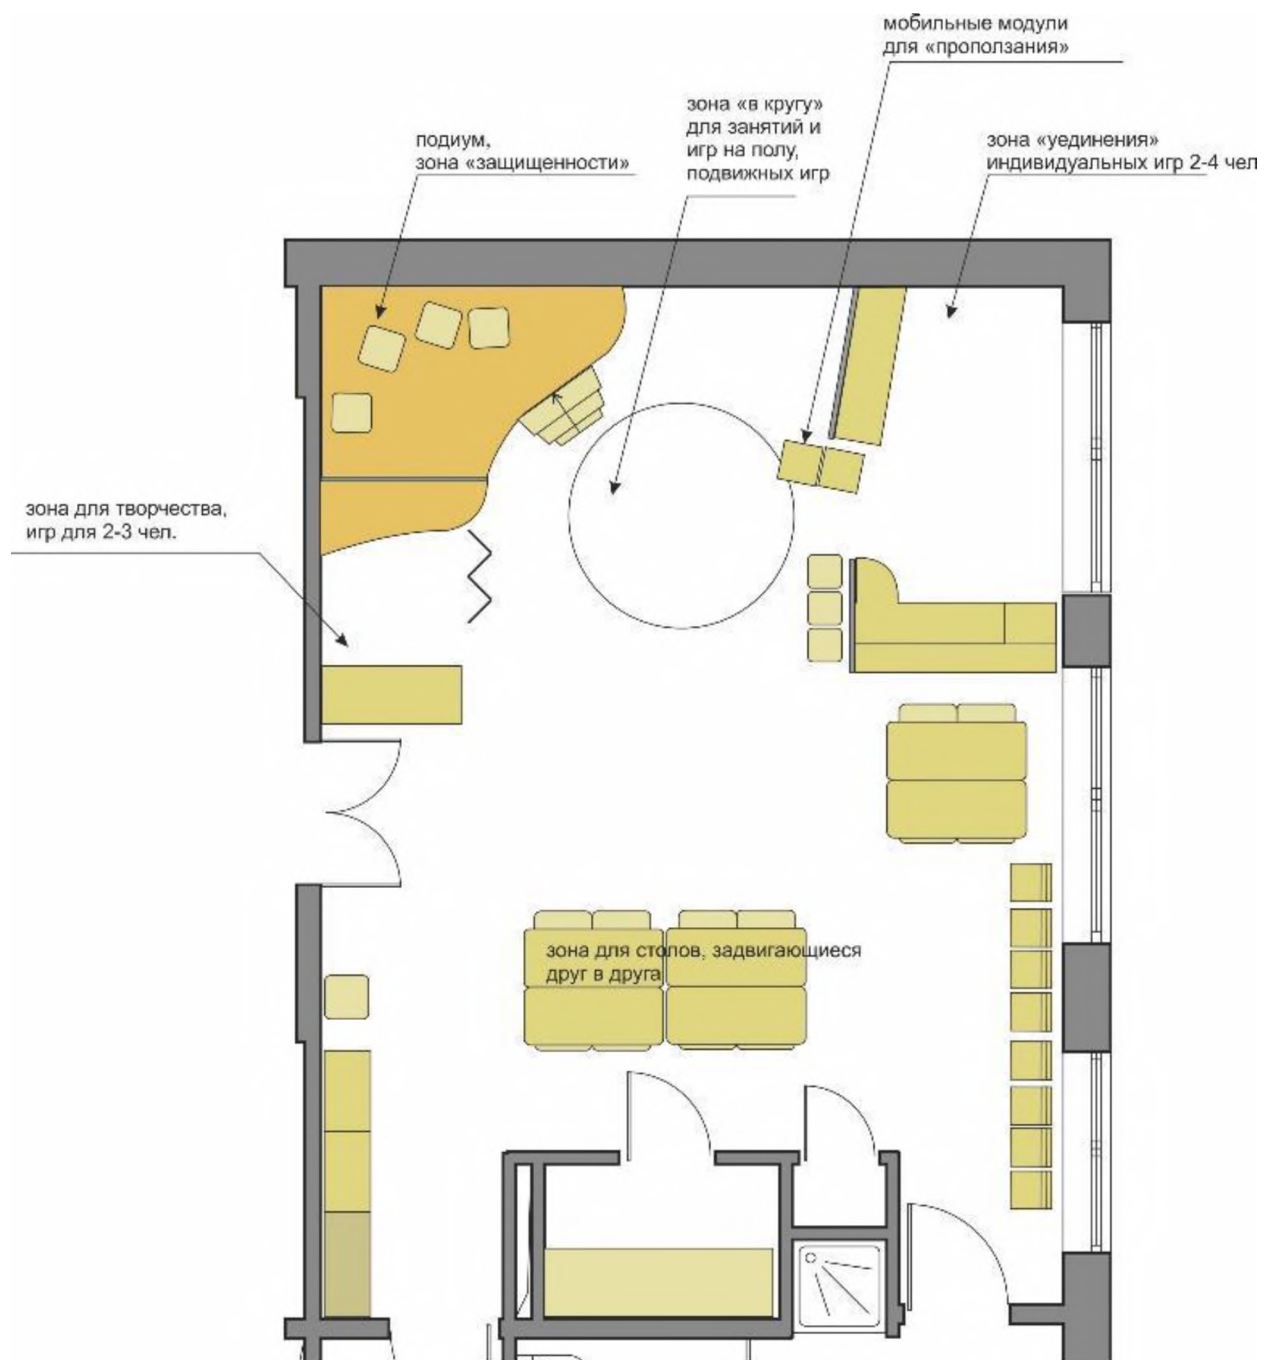 мобильные модули
для «проползания»
зона «в кругу»
для занятий и
игр на полу,
подвижных игр
подиум,
зона «защищенности»
зона «уединения»
индивидуальных игр 2-4 чел
зона для творчества,
игр для 2-3 чел.
зона для столов, задвигающиеся
друг в друга